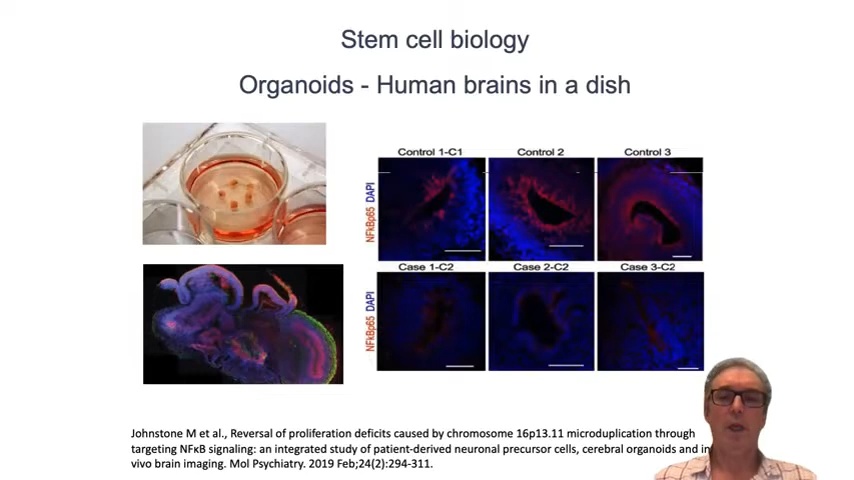 Stem cell biology
Organoids - Human brains in a dish
Control 1-C1 Control 2 Control 3
NFkBp65 DAPI
Case 1-C2 Case 2-C2 Case 3-C2
NFkBp65 DAPI
Johnstone M et al., Reversal of proliferation deficits caused by chromosome 16p13.11 microduplication through
targeting NFκB signaling: an integrated study of patient-derived neuronal precursor cells, cerebral organoids and in
vivo brain imaging. Mol Psychiatry. 2019 Feb;24(2):294-311.